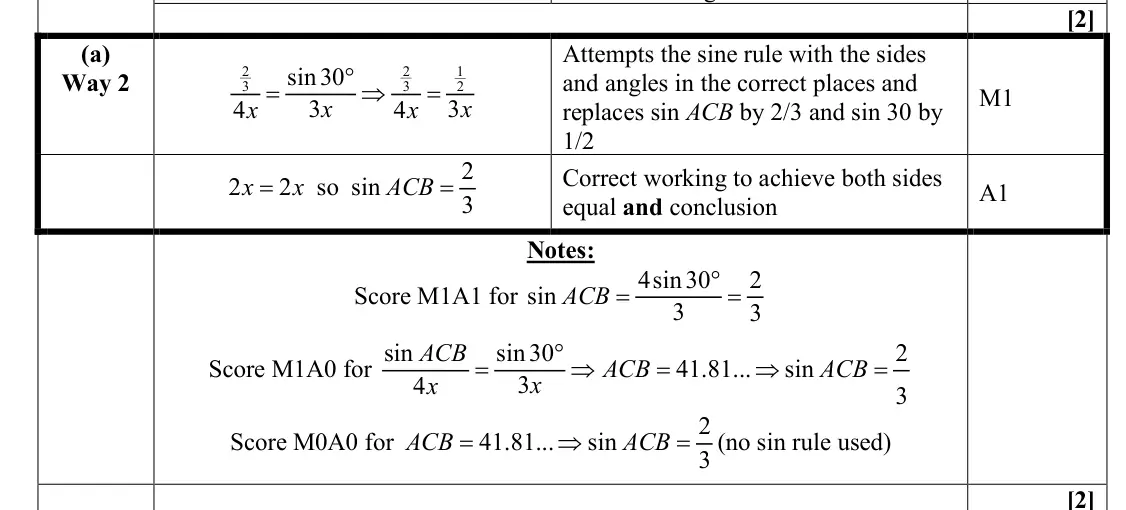 [2]
(a)
Way 2
(2/3)/4x = sin 30°/3x ⇒ (2/3)/4x = (1/2)/3x
Attempts the sine rule with the sides
and angles in the correct places and
replaces sin ACB by 2/3 and sin 30 by
1/2
M1
2x = 2x so sin ACB = 2/3
Correct working to achieve both sides
equal and conclusion
A1
Notes:
Score M1A1 for sin ACB = 4sin 30°/3 = 2/3
Score M1A0 for sin ACB/4x = sin 30°/3x ⇒ ACB = 41.81... ⇒ sin ACB = 2/3
Score M0A0 for ACB = 41.81... ⇒ sin ACB = 2/3 (no sin rule used)
[2]